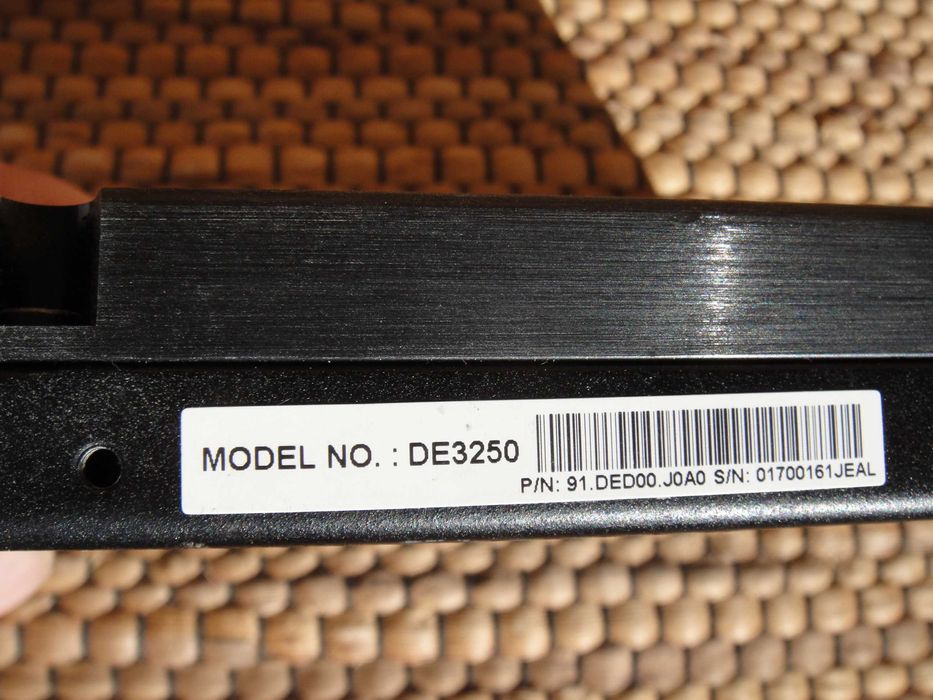 MODEL NO. : DE3250
P/N: 91.DED00.J0A0 S/N: 01700161JEAL